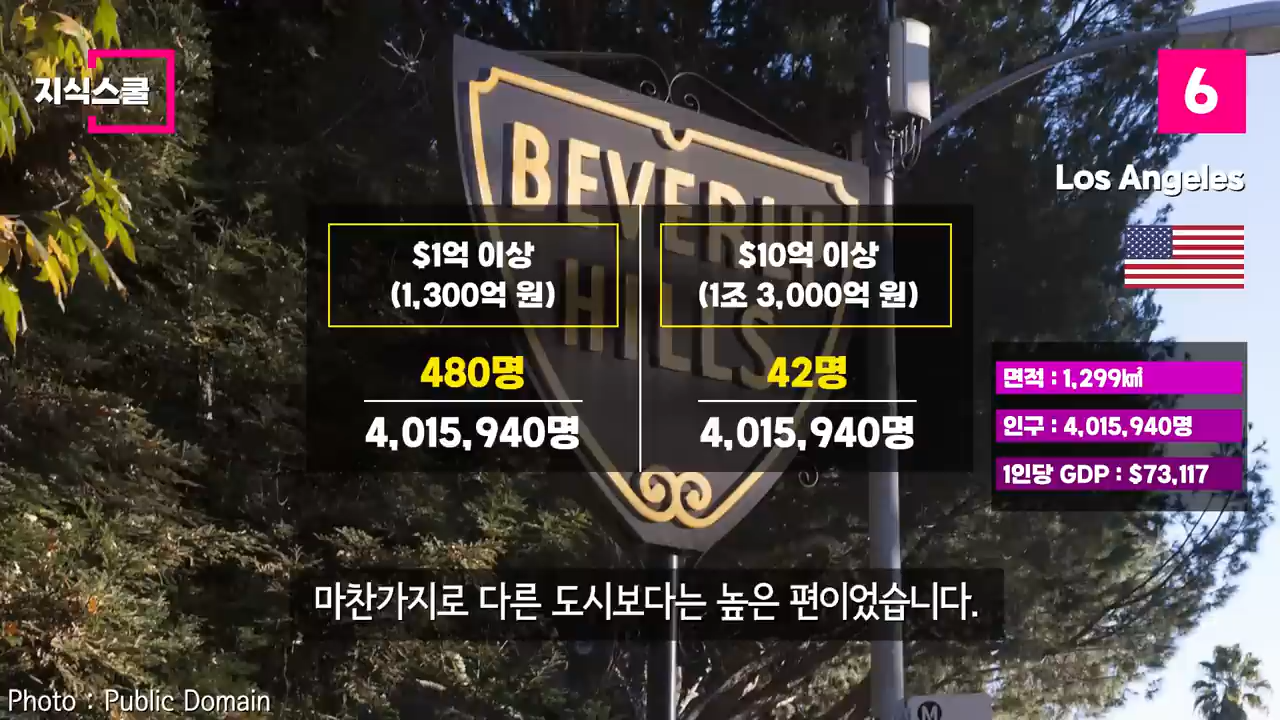 지식스쿨
6
Los Angeles
BEVERLY
HILLS
$1억 이상
(1,300억 원)
480명
4,015,940명
$10억 이상
(1조 3,000억 원)
42명
4,015,940명
면적 : 1,299㎢
인구 : 4,015,940명
1인당 GDP : $73,117
마찬가지로 다른 도시보다는 높은 편이었습니다.
Photo : Public Domain
M